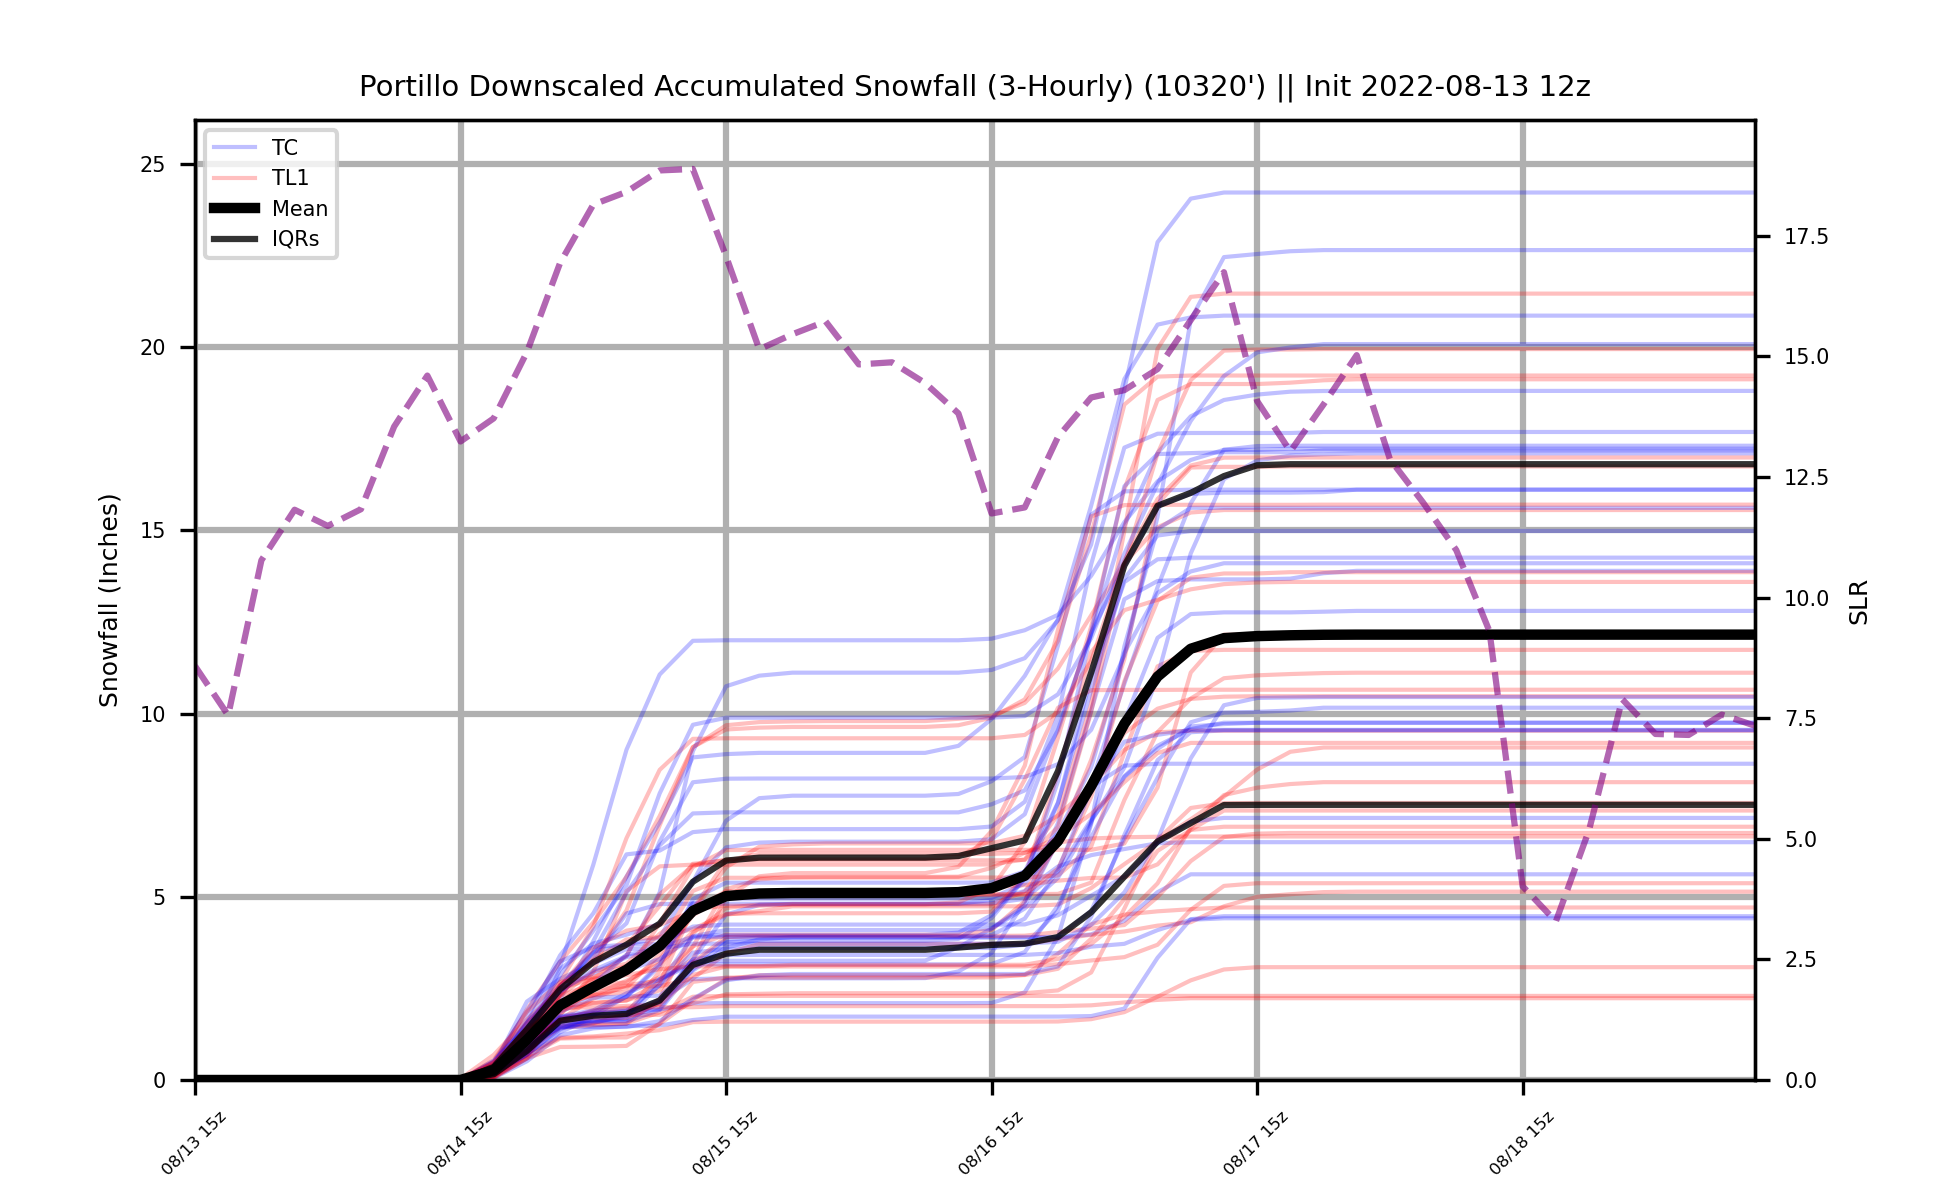 Portillo Downscaled Accumulated Snowfall (3-Hourly) (10320') || Init 2022-08-13 12z
TC
TL1
Mean
IQRs
25
20
15
10
5
0
Snowfall (Inches)
17.5
15.0
12.5
10.0
7.5
5.0
2.5
0.0
SLR
08/13 15z
08/14 15z
08/15 15z
08/16 15z
08/17 15z
08/18 15z